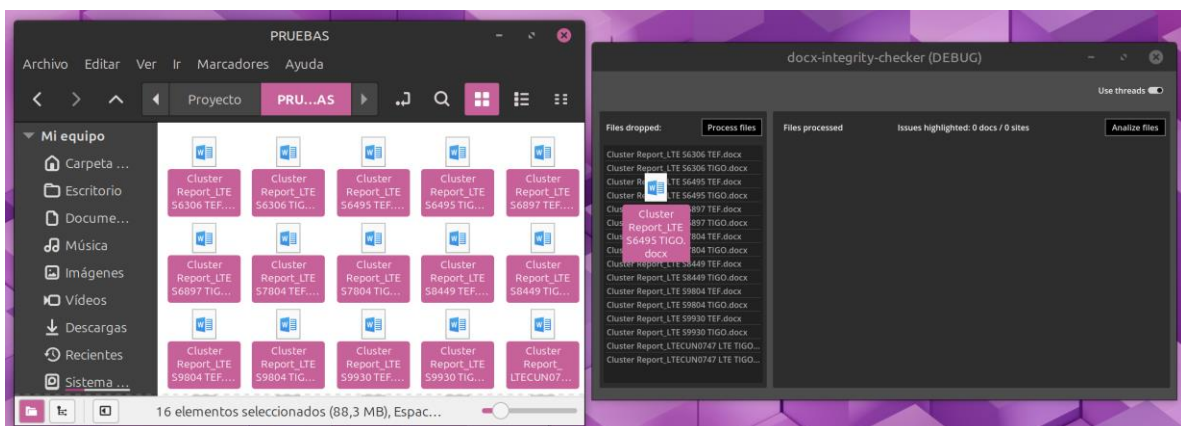 PRUEBAS
Archivo Editar Ver Ir Marcadores Ayuda
Proyecto PRU...AS
Mi equipo
Carpeta ...
Escritorio
Docume...
Música
Imágenes
Vídeos
Descargas
Recientes
Sistema ...
Cluster Cluster Cluster Cluster Cluster
Report_LTE Report_LTE Report_LTE Report_LTE Report_LTE
S6306 TEF.... S6306 TIG... S6495 TEF.... S6495 TIG... S6897 TEF....
Cluster Cluster Cluster Cluster Cluster
Report_LTE Report_LTE Report_LTE Report_LTE Report_LTE
S6897 TIG... S7804 TEF.... S7804 TIG... S8449 TEF.... S8449 TIG...
Cluster Cluster Cluster Cluster Cluster
Report_LTE Report_LTE Report_LTE Report_LTE Report_
S9804 TEF.... S9804 TIG... S9930 TEF.... S9930 TIG... LTECUN07...
16 elementos seleccionados (88,3 MB), Espac...
docx-integrity-checker (DEBUG)
Use threads
Files dropped: Process files
Cluster Report_LTE S6306 TEF.docx
Cluster Report_LTE S6306 TIGO.docx
LTE S6495 TEF.docx
LTE S6495 TIGO.docx
6897 TEF.docx
897 TIGO.docx
7804 TEF.docx
804 TIGO.docx
Cluster Report_LTE S8449 TEF.docx
Cluster Report_LTE S8449 TIGO.docx
Cluster Report_LTE S9804 TEF.docx
Cluster Report_LTE S9804 TIGO.docx
Cluster Report_LTE S9930 TEF.docx
Cluster Report_LTE S9930 TIGO.docx
Cluster Report_LTECUN0747 LTE TIGO...
Cluster Report_LTECUN0747 LTE TIGO...
Cluster
Report_LTE
S6495 TIGO.
docx
Files processed Issues highlighted: 0 docs / 0 sites Analize files